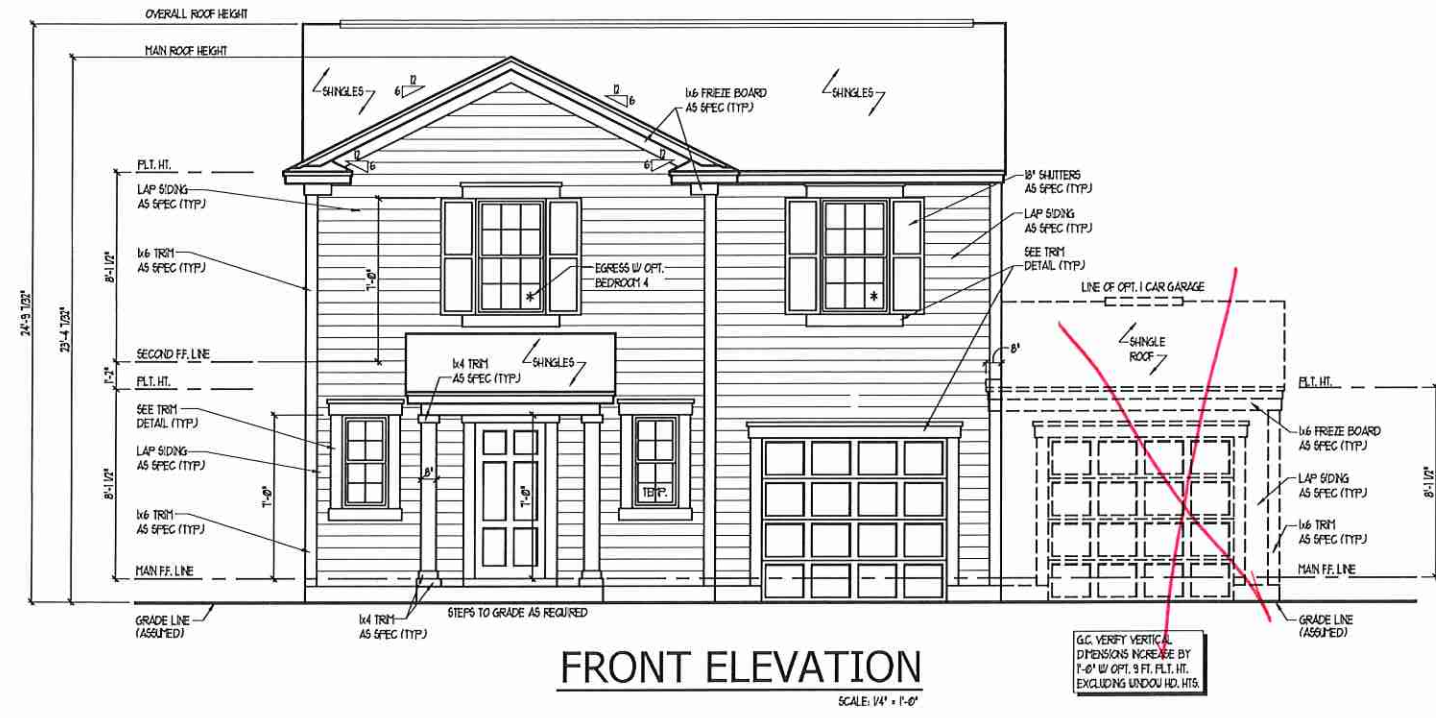 OVERALL ROOF HEIGHT
MAIN ROOF HEIGHT
SHINGLES
12
6
12
6
1x6 FRIEZE BOARD
AS SPEC (TYP.)
SHINGLES
12
6
12
6
PLT. HT.
LAP SIDING
AS SPEC (TYP.)
18" SHUTTERS
AS SPEC (TYP.)
LAP SIDING
AS SPEC (TYP.)
1x6 TRIM
AS SPEC (TYP.)
8'-1 1/2"
7'-0"
SEE TRIM
DETAIL (TYP.)
EGRESS W/ OPT.
BEDROOM 4
*
*
LINE OF OPT. 1 CAR GARAGE
24'-9 7/32"
23'-4 7/32"
SHINGLE
ROOF
SECOND F.F. LINE
1x4 TRIM
AS SPEC (TYP.)
SHINGLES
8"
1'-2"
PLT. HT.
PLT. HT.
SEE TRIM
DETAIL (TYP.)
1x6 FRIEZE BOARD
AS SPEC (TYP.)
LAP SIDING
AS SPEC (TYP.)
8"
LAP SIDING
AS SPEC (TYP.)
8'-1 1/2"
7'-0"
7'-0"
TEMP.
8'-1 1/2"
1x6 TRIM
AS SPEC (TYP.)
1x6 TRIM
AS SPEC (TYP.)
MAIN F.F. LINE
MAIN F.F. LINE
GRADE LINE
(ASSUMED)
1x4 TRIM
AS SPEC (TYP.)
STEPS TO GRADE AS REQUIRED
GRADE LINE
(ASSUMED)
FRONT ELEVATION
SCALE: 1/4" = 1'-0"
G.C. VERIFY VERTICAL
DIMENSIONS INCREASE BY
1'-0" W/ OPT. 9 FT. PLT. HT.
EXCLUDING WINDOW HD. HTS.